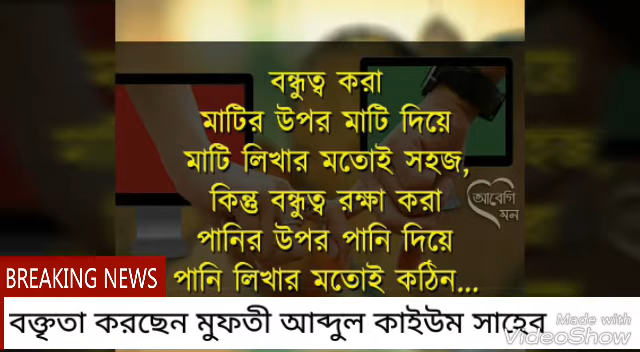 বন্ধুত্ব করা
মাটির উপর মাটি দিয়ে
মাটি লিখার মতোই সহজ,
কিন্তু বন্ধুত্ব রক্ষা করা
আবেগি
মন
পানির উপর পানি দিয়ে
পানি লিখার মতোই কঠিন...
BREAKING NEWS
বক্তৃতা করছেন মুফতী আব্দুল কাইউম সাহেব
Made with
VideoShow